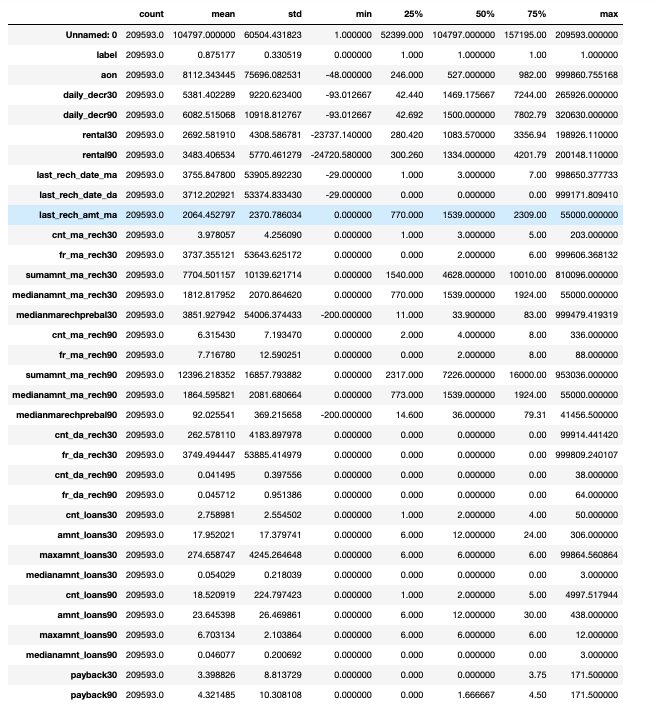 count mean std min 25% 50% 75% max
Unnamed: 0 209593.0 104797.000000 60504.431823 1.000000 52399.000 104797.000000 157195.00 209593.000000
label 209593.0 0.875177 0.330519 0.000000 1.000 1.000000 1.00 1.000000
aon 209593.0 8112.343445 75696.082531 -48.000000 246.000 527.000000 982.00 999860.755168
daily_decr30 209593.0 5381.402289 9220.623400 -93.012667 42.440 1469.175667 7244.00 265926.000000
daily_decr90 209593.0 6082.515068 10918.812767 -93.012667 42.692 1500.000000 7802.79 320630.000000
rental30 209593.0 2692.581910 4308.586781 -23737.140000 280.420 1083.570000 3356.94 198926.110000
rental90 209593.0 3483.406534 5770.461279 -24720.580000 300.260 1334.000000 4201.79 200148.110000
last_rech_date_ma 209593.0 3755.847800 53905.892230 -29.000000 1.000 3.000000 7.00 998650.377733
last_rech_date_da 209593.0 3712.202921 53374.833430 -29.000000 0.000 0.000000 0.00 999171.809410
last_rech_amt_ma 209593.0 2064.452797 2370.786034 0.000000 770.000 1539.000000 2309.00 55000.000000
cnt_ma_rech30 209593.0 3.978057 4.256090 0.000000 1.000 3.000000 5.00 203.000000
fr_ma_rech30 209593.0 3737.355121 53643.625172 0.000000 0.000 2.000000 6.00 999606.368132
sumamnt_ma_rech30 209593.0 7704.501157 10139.621714 0.000000 1540.000 4628.000000 10010.00 810096.000000
medianamnt_ma_rech30 209593.0 1812.817952 2070.864620 0.000000 770.000 1539.000000 1924.00 55000.000000
medianmarechprebal30 209593.0 3851.927942 54006.374433 -200.000000 11.000 33.900000 83.00 999479.419319
cnt_ma_rech90 209593.0 6.315430 7.193470 0.000000 2.000 4.000000 8.00 336.000000
fr_ma_rech90 209593.0 7.716780 12.590251 0.000000 0.000 2.000000 8.00 88.000000
sumamnt_ma_rech90 209593.0 12396.218352 16857.793882 0.000000 2317.000 7226.000000 16000.00 953036.000000
medianamnt_ma_rech90 209593.0 1864.595821 2081.680664 0.000000 773.000 1539.000000 1924.00 55000.000000
medianmarechprebal90 209593.0 92.025541 369.215658 -200.000000 14.600 36.000000 79.31 41456.500000
cnt_da_rech30 209593.0 262.578110 4183.897978 0.000000 0.000 0.000000 0.00 99914.441420
fr_da_rech30 209593.0 3749.494447 53885.414979 0.000000 0.000 0.000000 0.00 999809.240107
cnt_da_rech90 209593.0 0.041495 0.397556 0.000000 0.000 0.000000 0.00 38.000000
fr_da_rech90 209593.0 0.045712 0.951386 0.000000 0.000 0.000000 0.00 64.000000
cnt_loans30 209593.0 2.758981 2.554502 0.000000 1.000 2.000000 4.00 50.000000
amnt_loans30 209593.0 17.952021 17.379741 0.000000 6.000 12.000000 24.00 306.000000
maxamnt_loans30 209593.0 274.658747 4245.264648 0.000000 6.000 6.000000 6.00 99864.560864
medianamnt_loans30 209593.0 0.054029 0.218039 0.000000 0.000 0.000000 0.00 3.000000
cnt_loans90 209593.0 18.520919 224.797423 0.000000 1.000 2.000000 5.00 4997.517944
amnt_loans90 209593.0 23.645398 26.469861 0.000000 6.000 12.000000 30.00 438.000000
maxamnt_loans90 209593.0 6.703134 2.103864 0.000000 6.000 6.000000 6.00 12.000000
medianamnt_loans90 209593.0 0.046077 0.200692 0.000000 0.000 0.000000 0.00 3.000000
payback30 209593.0 3.398826 8.813729 0.000000 0.000 0.000000 3.75 171.500000
payback90 209593.0 4.321485 10.308108 0.000000 0.000 1.666667 4.50 171.500000